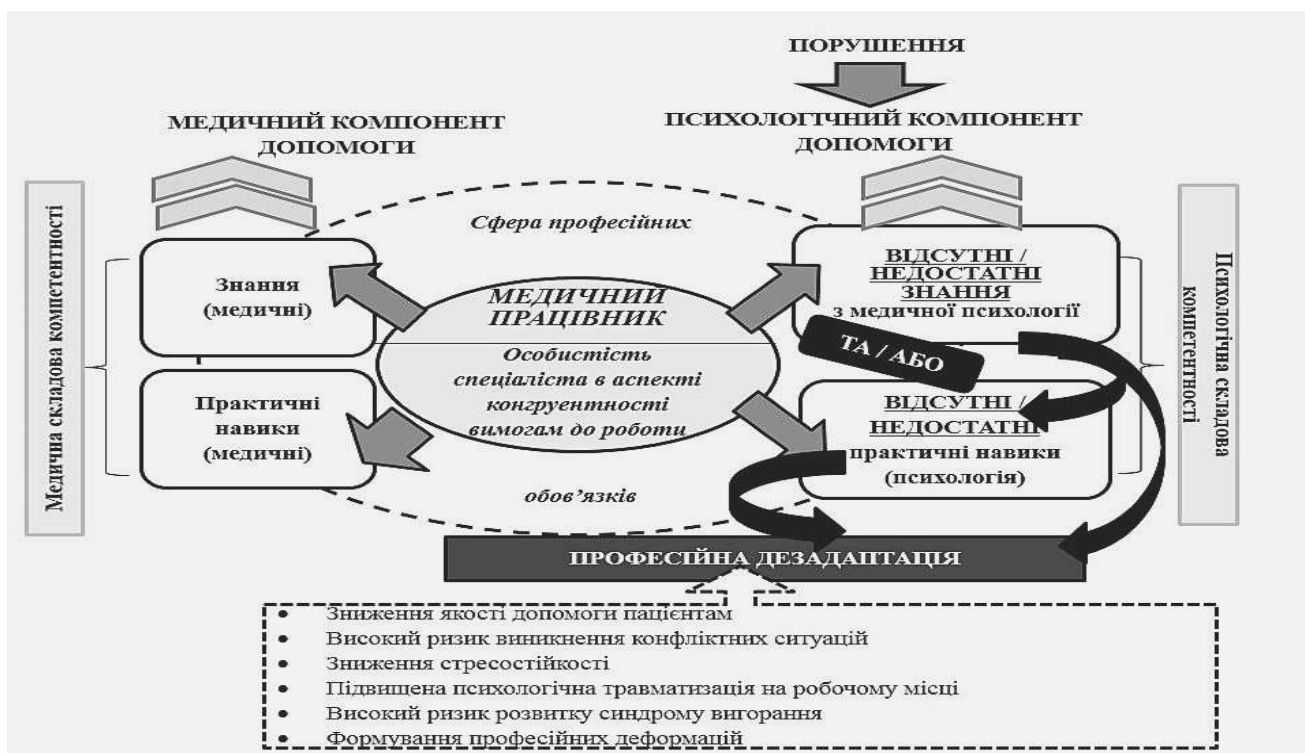 ПОРУШЕННЯ
МЕДИЧНИЙ КОМПОНЕНТ
ДОПОМОГИ
ПСИХОЛОГІЧНИЙ КОМПОНЕНТ
ДОПОМОГИ
Медична складова компетентності
Сфера професійних
Знання
(медичні)
Практичні
навики
(медичні)
МЕДИЧНИЙ
ПРАЦІВНИК
Особистість
спеціаліста в аспекті
конгруентності
вимогам до роботи
обов’язків
ВІДСУТНІ /
НЕДОСТАТНІ
ЗНАННЯ
з медичної психології
ТА / АБО
ВІДСУТНІ /
НЕДОСТАТНІ
практичні навики
(психологія)
Психологічна складова
компетентності
ПРОФЕСІЙНА ДЕЗАДАПТАЦІЯ
• Зниження якості допомоги пацієнтам
• Високий ризик виникнення конфліктних ситуацій
• Зниження стресостійкості
• Підвищена психологічна травматизація на робочому місці
• Високий ризик розвитку синдрому вигорання
• Формування професійних деформацій